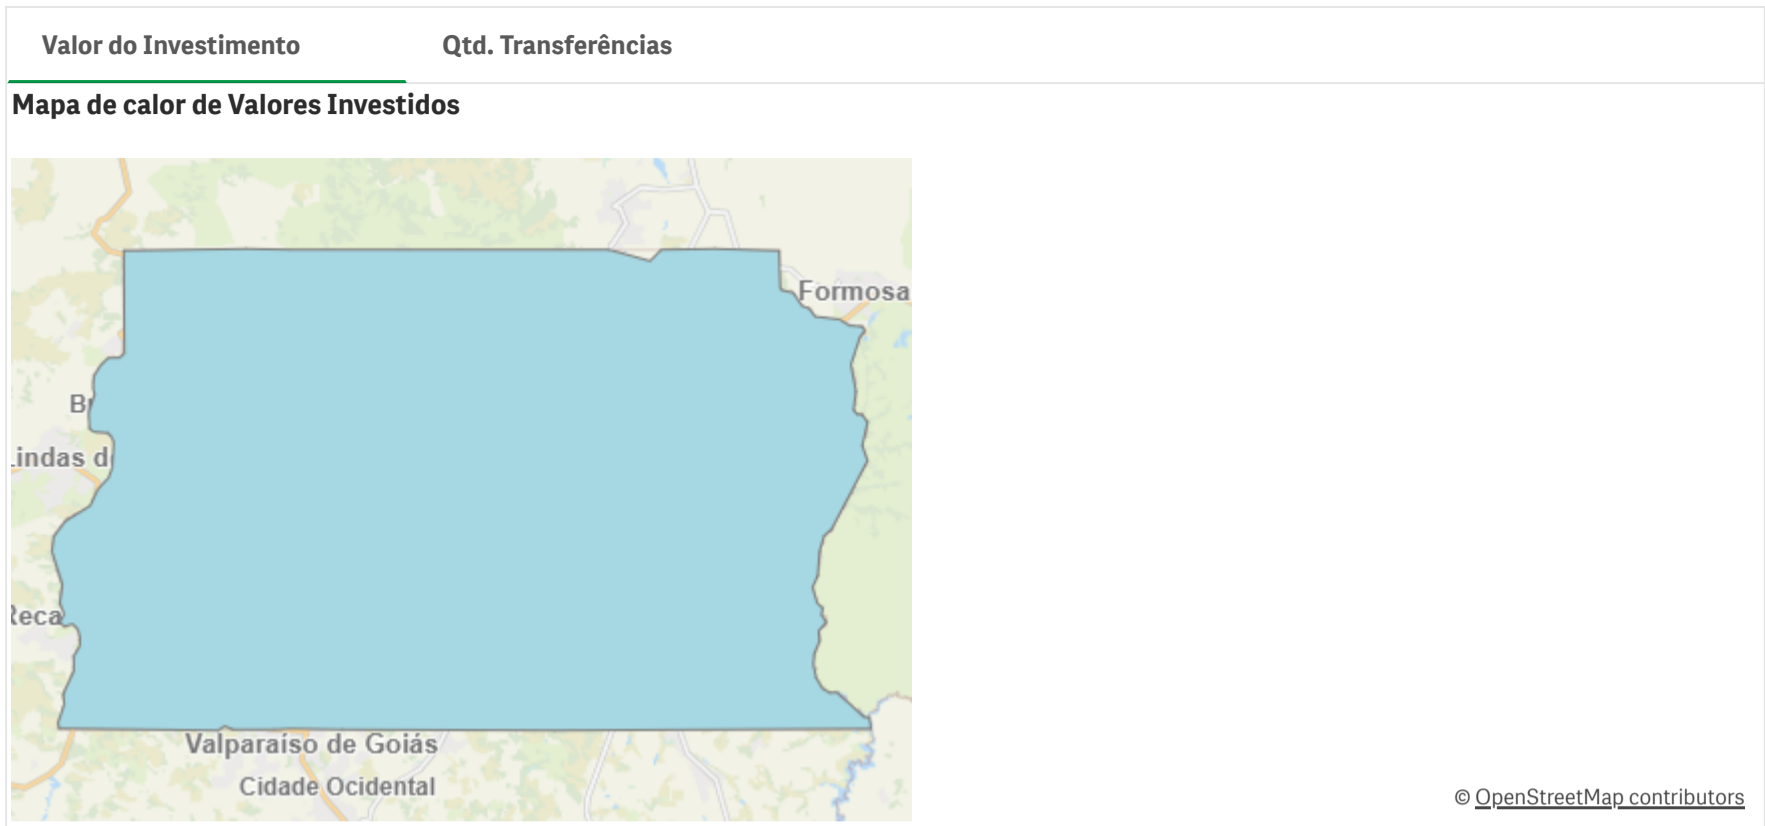 Valor do Investimento
Qtd. Transferências
Mapa de calor de Valores Investidos
Formosa
Lindas d
Valparaíso de Goiás
Cidade Ocidental
© OpenStreetMap contributors